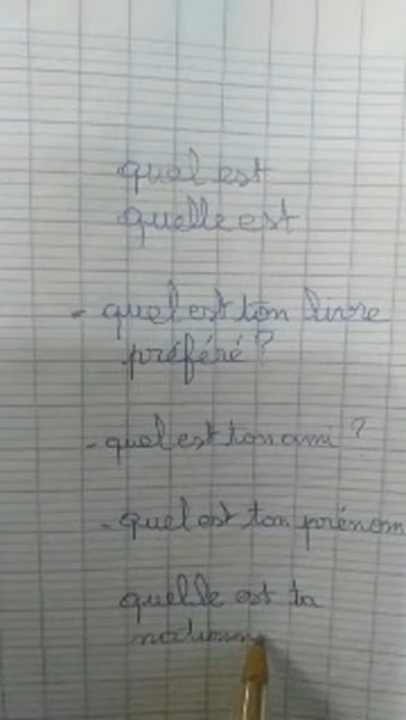 quel est
quelle est
- quel est ton livre
préféré ?
- quel est ton ami ?
- quel est ton prénom
quelle est ta